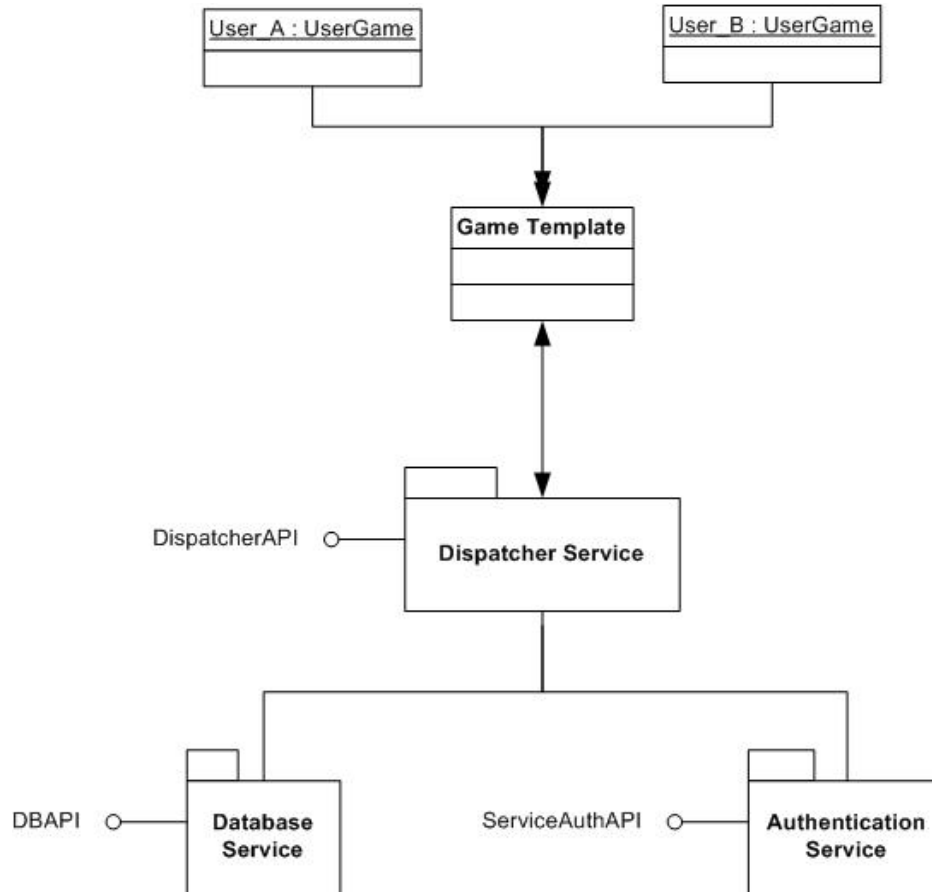 User_A : UserGame
User_B : UserGame
Game Template
DispatcherAPI
Dispatcher Service
DBAPI
Database
Service
ServiceAuthAPI
Authentication
Service